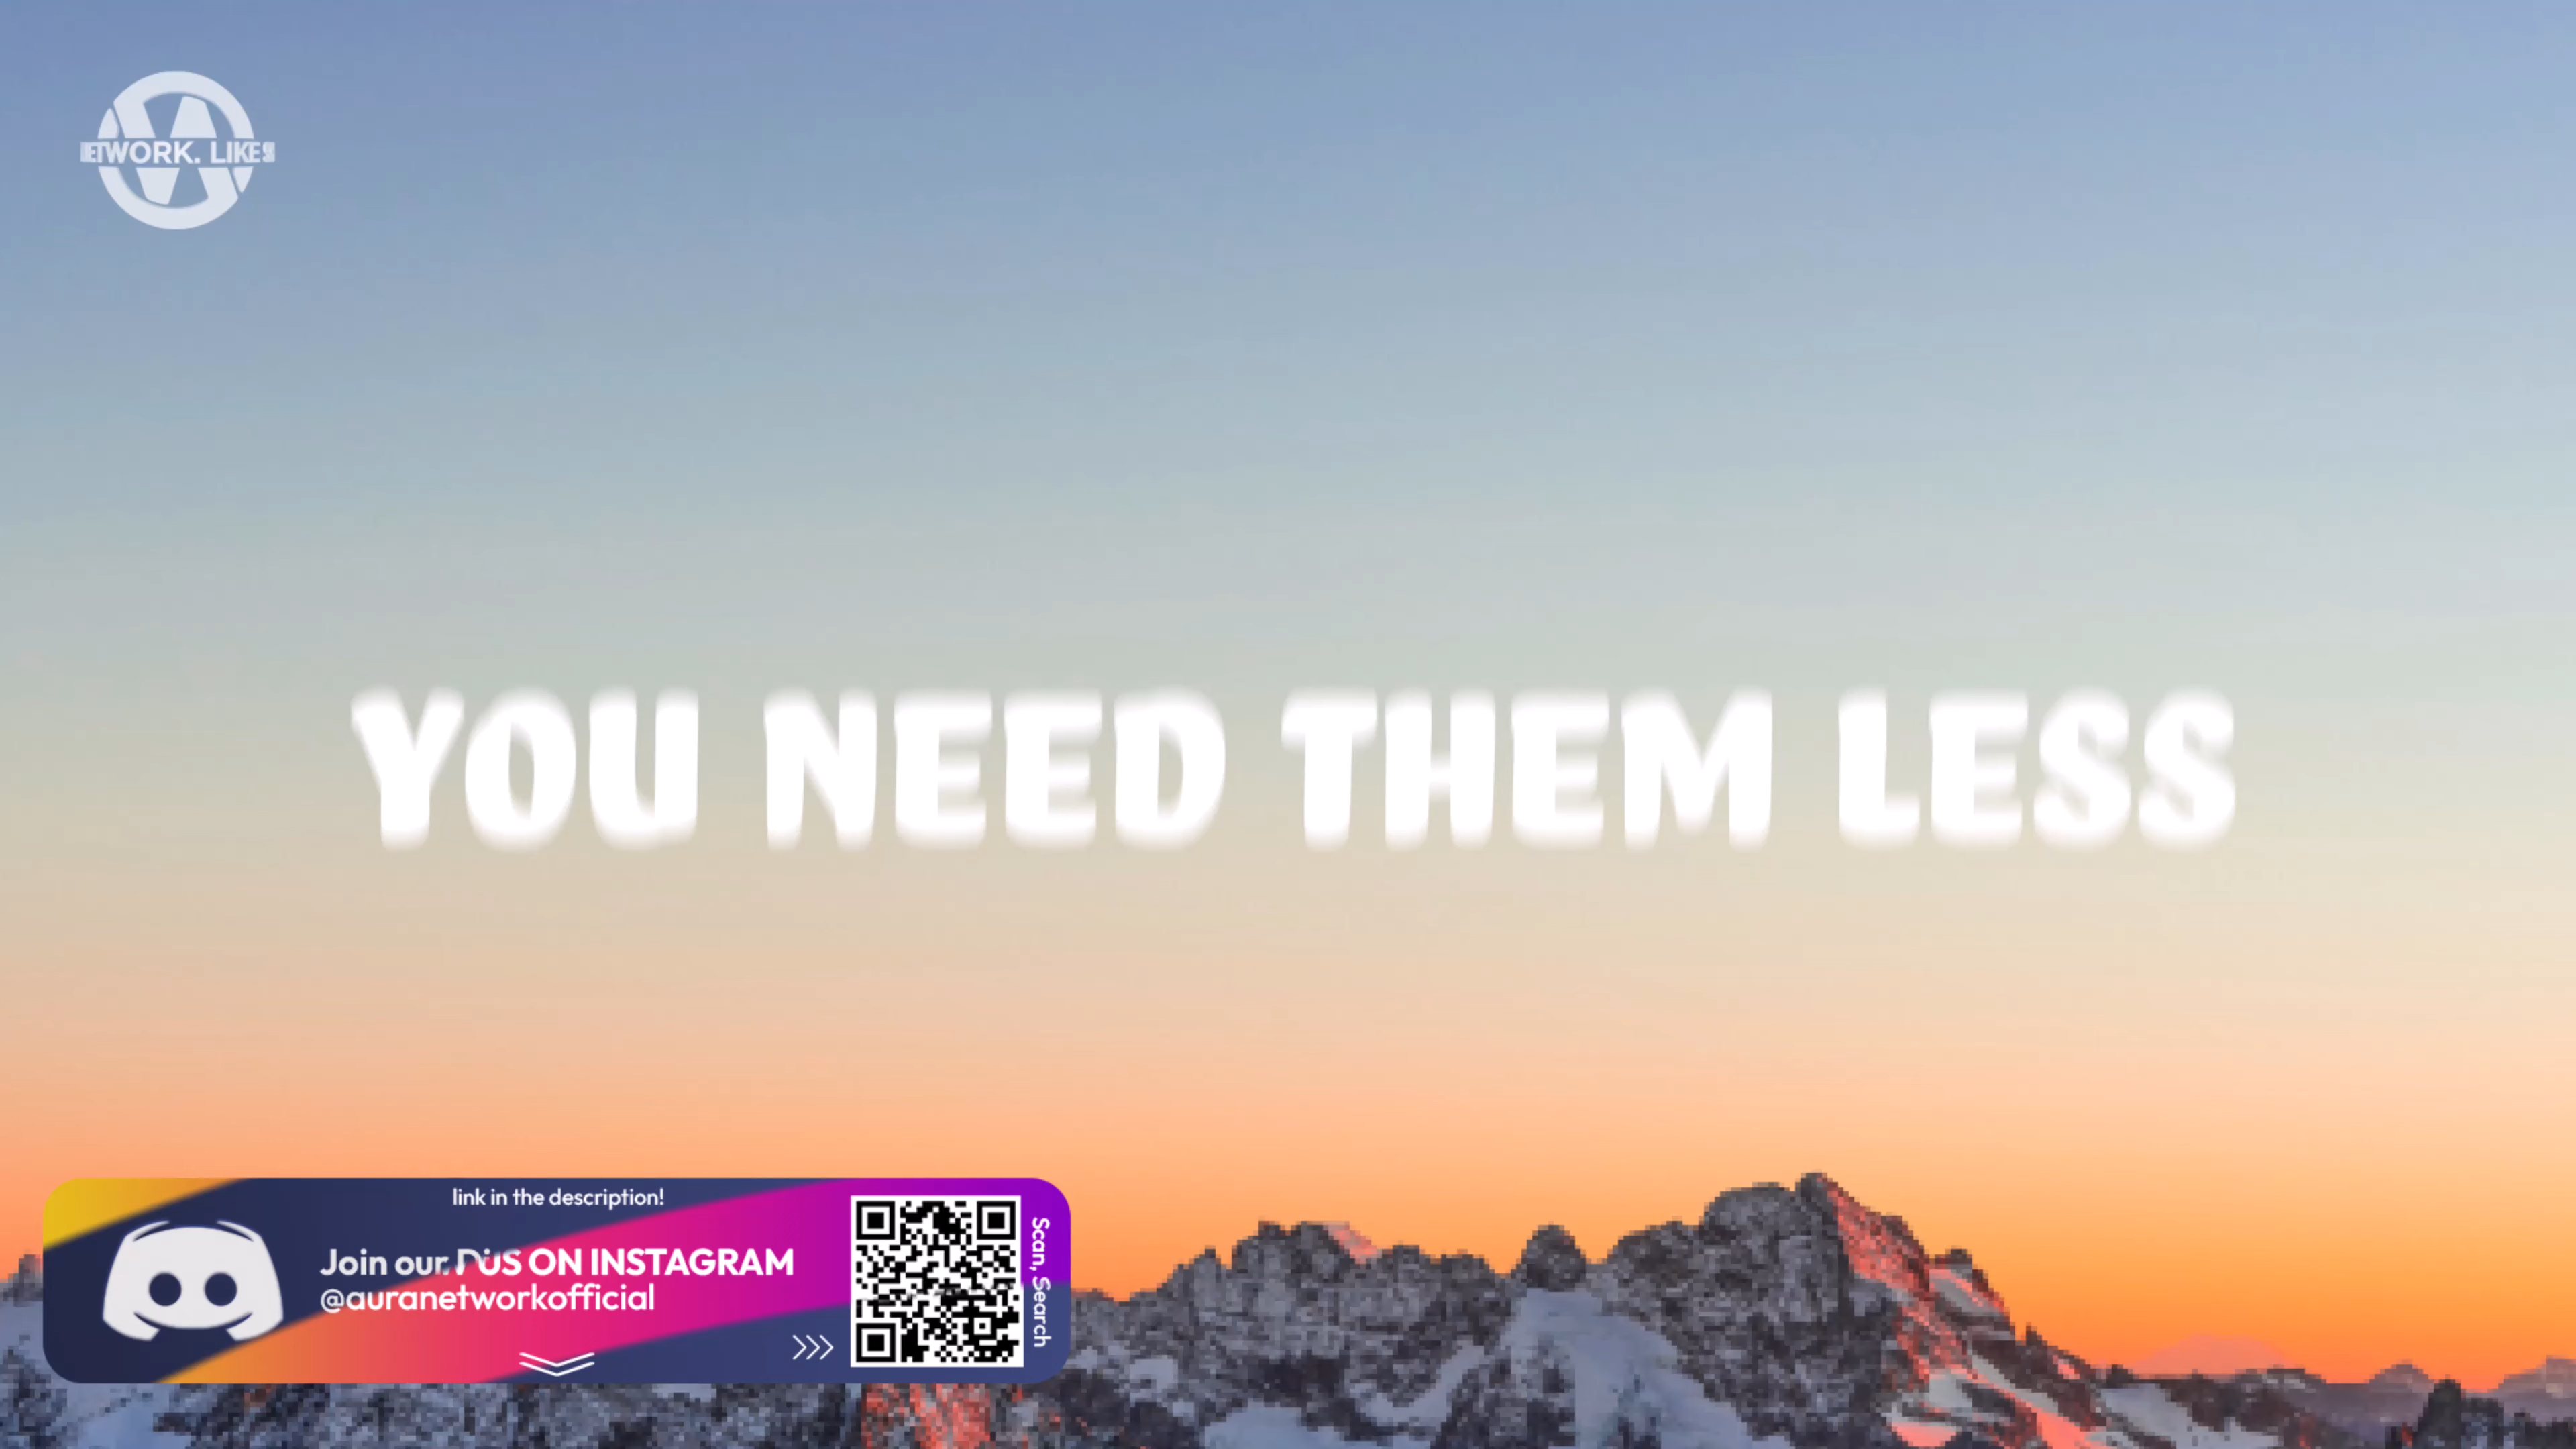 ETWORK. LIKE
YOU NEED THEM LESS
link in the description!
Join our US ON INSTAGRAM
@auranetworkofficial
Scan, Search